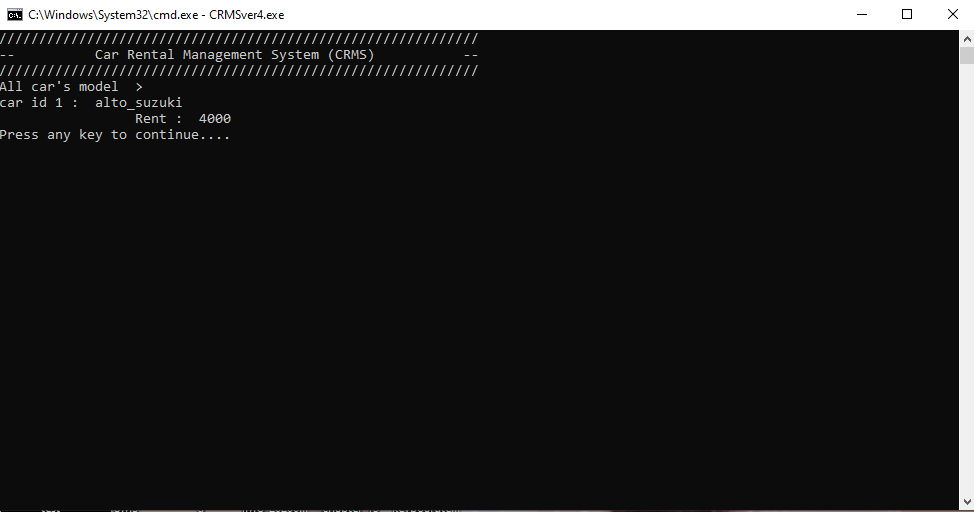 C:\Windows\System32\cmd.exe - CRMSver4.exe
////////////////////////////////////////////////////////////
--          Car Rental Management System (CRMS)           --
////////////////////////////////////////////////////////////
All car's model  >
car id 1 :  alto_suzuki
                 Rent :  4000
Press any key to continue....